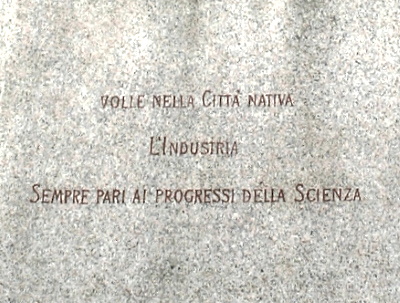 VOLLE NELLA CITTÀ NATIVA
L'INDUSTRIA
SEMPRE PARI AI PROGRESSI DELLA SCIENZA